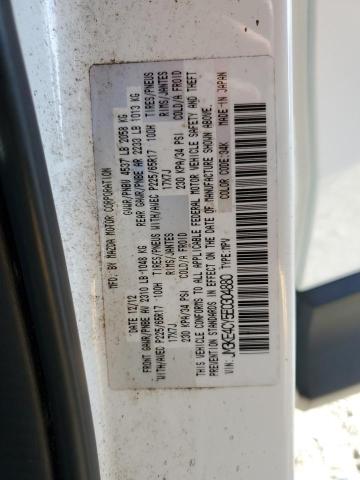 MFD. BY MAZDA MOTOR CORPORATION
DATE 12/12 GVWR/PNBV 4537 LB 2058 KG
FRONT GAWR/PNBE AV 2310 LB 1048 KG REAR GAWR/PNBE AR 2233 LB 1013 KG
WITH/AVEC P225/65R17 100H TIRES/PNEUS WITH/AVEC P225/65R17 100H TIRES/PNEUS
17X7J RIMS/JANTES 17X7J RIMS/JANTES
230 KPA/34 PSI COLD/A FROID 230 KPA/34 PSI COLD/A FROID
THIS VEHICLE CONFORMS TO ALL APPLICABLE FEDERAL MOTOR VEHICLE SAFETY AND THEFT
PREVENTION STANDARDS IN EFFECT ON THE DATE OF MANUFACTURE SHOWN ABOVE.
MADE IN JAPAN
VIN: TYPE:MPV COLOR CODE:34K